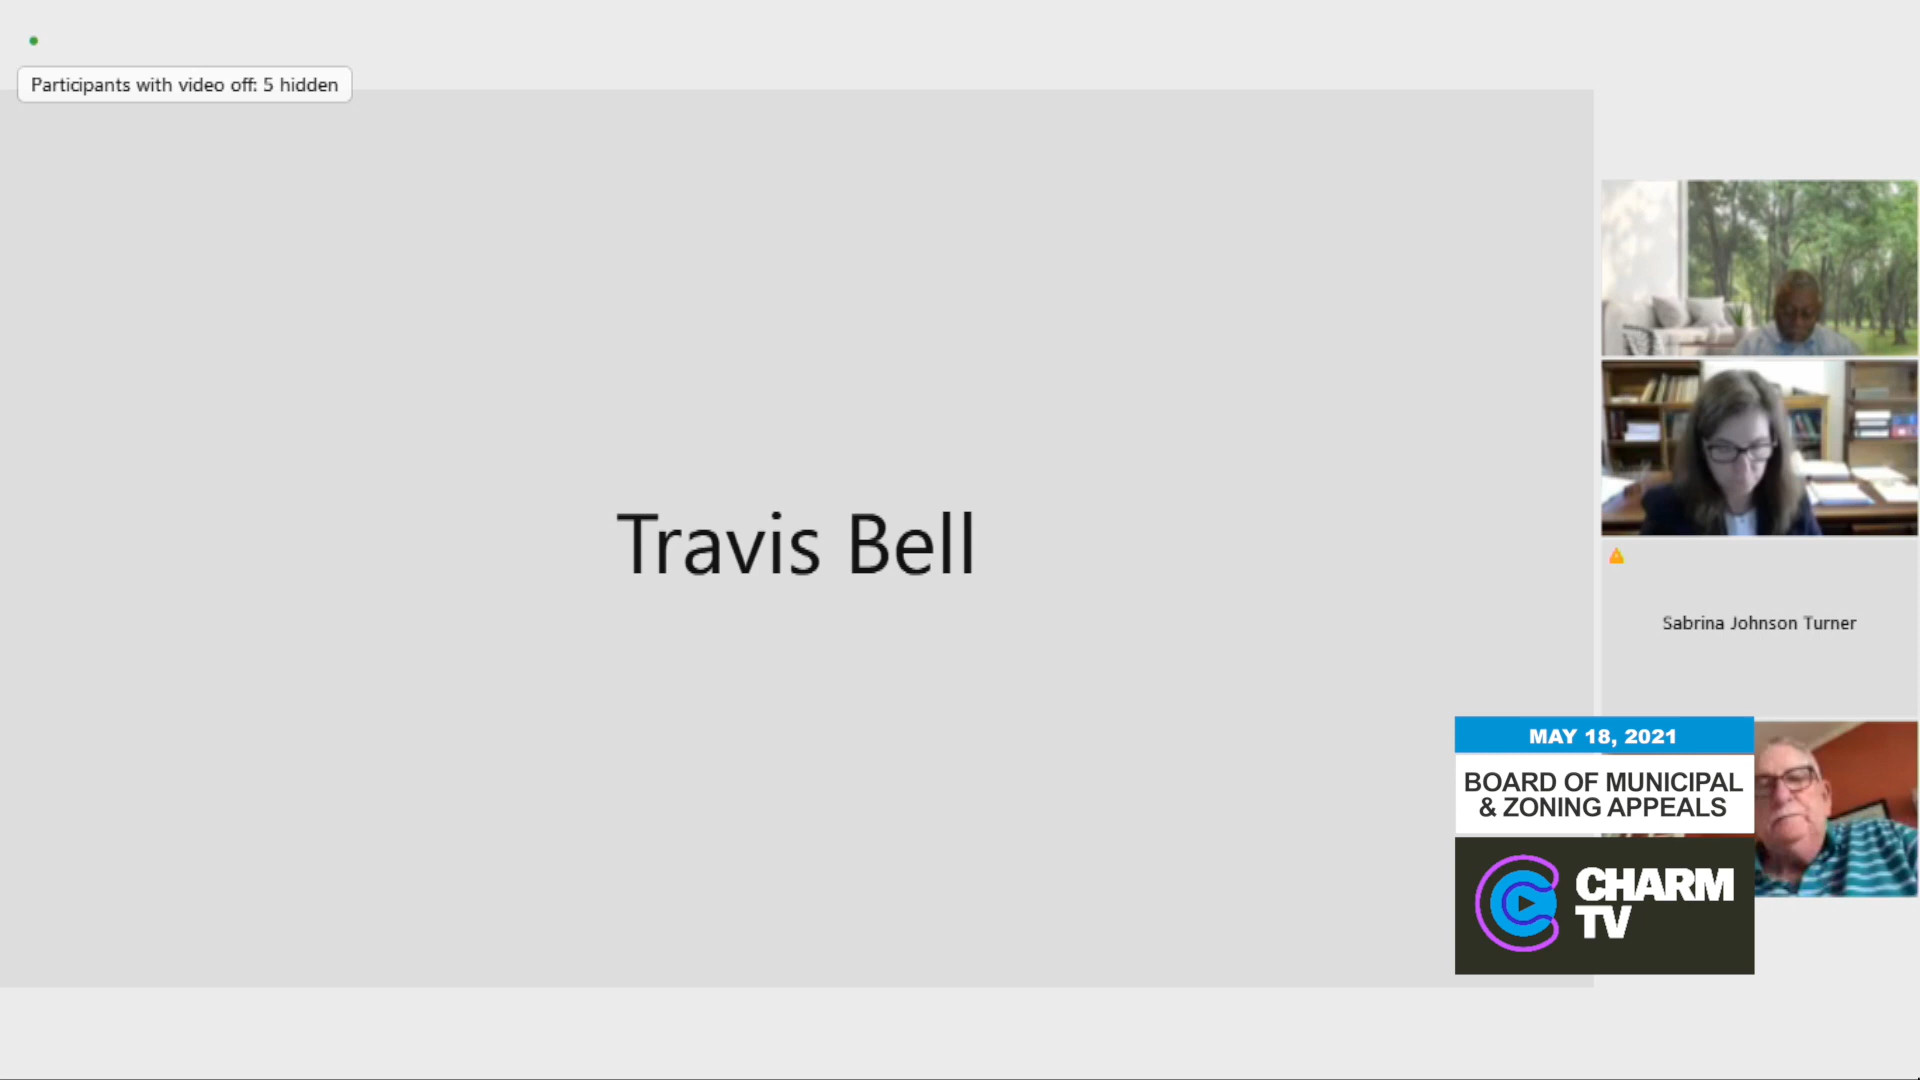 Participants with video off: 5 hidden
Travis Bell
Sabrina Johnson Turner
MAY 18, 2021
BOARD OF MUNICIPAL
& ZONING APPEALS
CHARM
TV